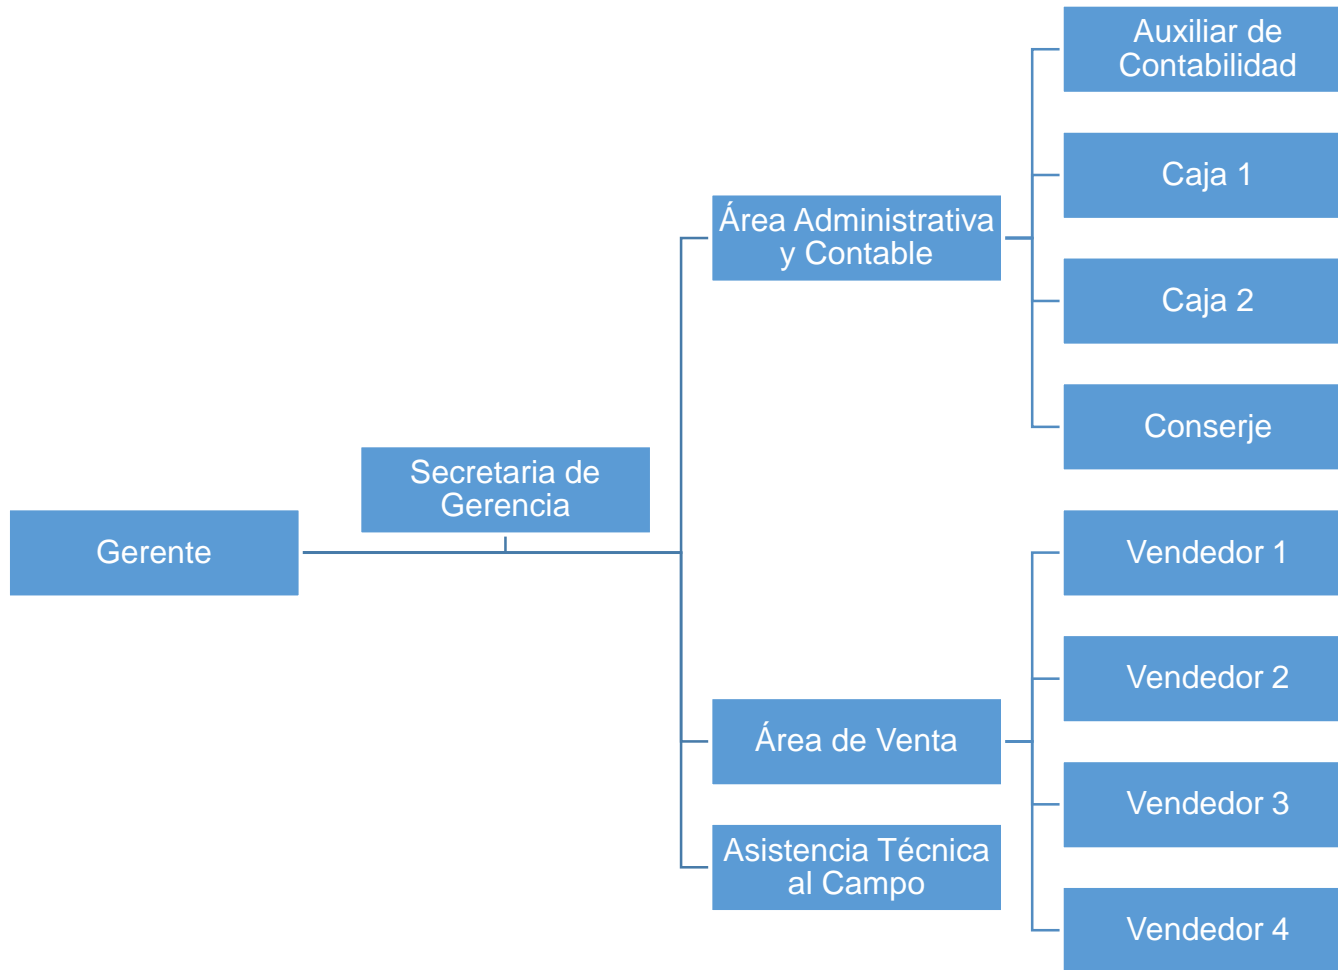 Gerente
Secretaria de
Gerencia
Área Administrativa
y Contable
Auxiliar de
Contabilidad
Caja 1
Caja 2
Conserje
Área de Venta
Vendedor 1
Vendedor 2
Vendedor 3
Vendedor 4
Asistencia Técnica
al Campo